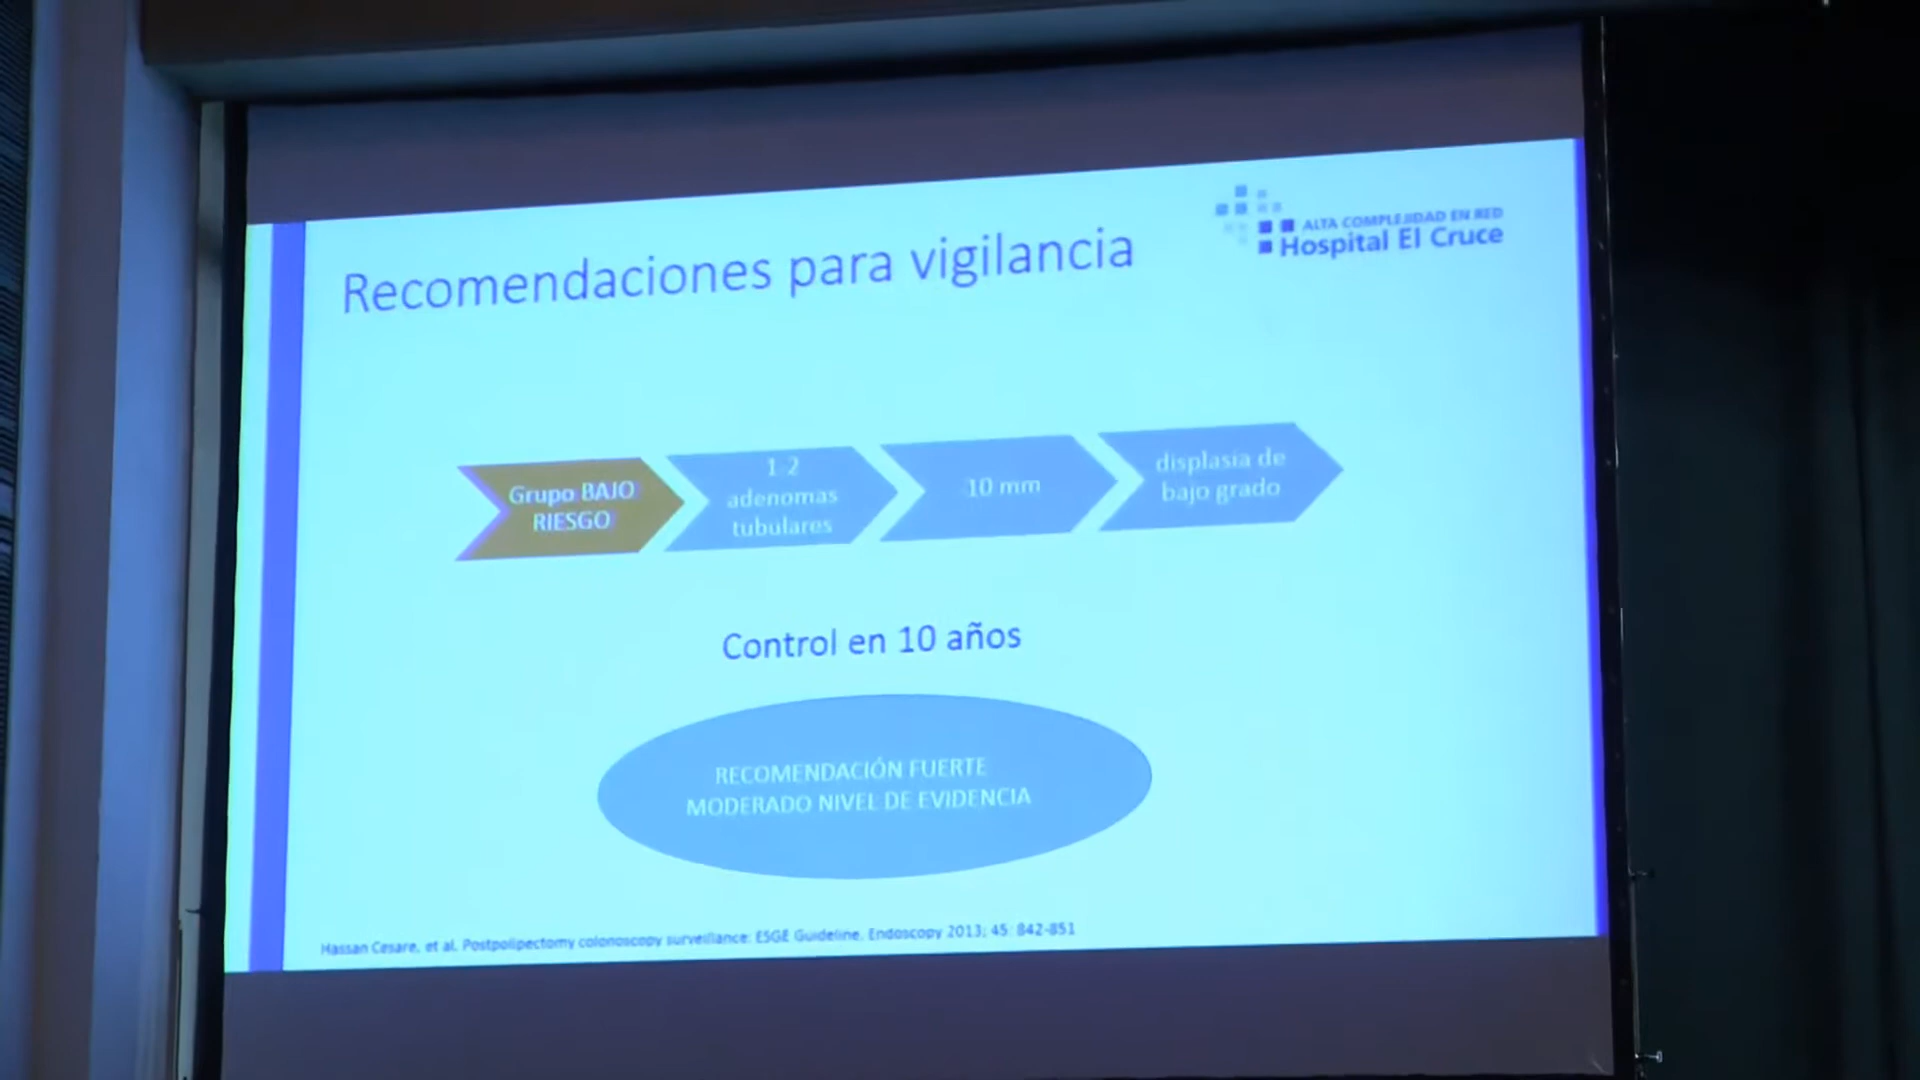 ALTA COMPLEJIDAD EN RED
Hospital El Cruce
Recomendaciones para vigilancia
Grupo BAJO
RIESGO
1-2
adenomas
tubulares
10 mm
displasia de
bajo grado
Control en 10 años
RECOMENDACIÓN FUERTE
MODERADO NIVEL DE EVIDENCIA
Hassan Cesare, et al. Postpolipectomy colonoscopy surveillance: ESGE Guideline. Endoscopy 2013; 45: 842-851